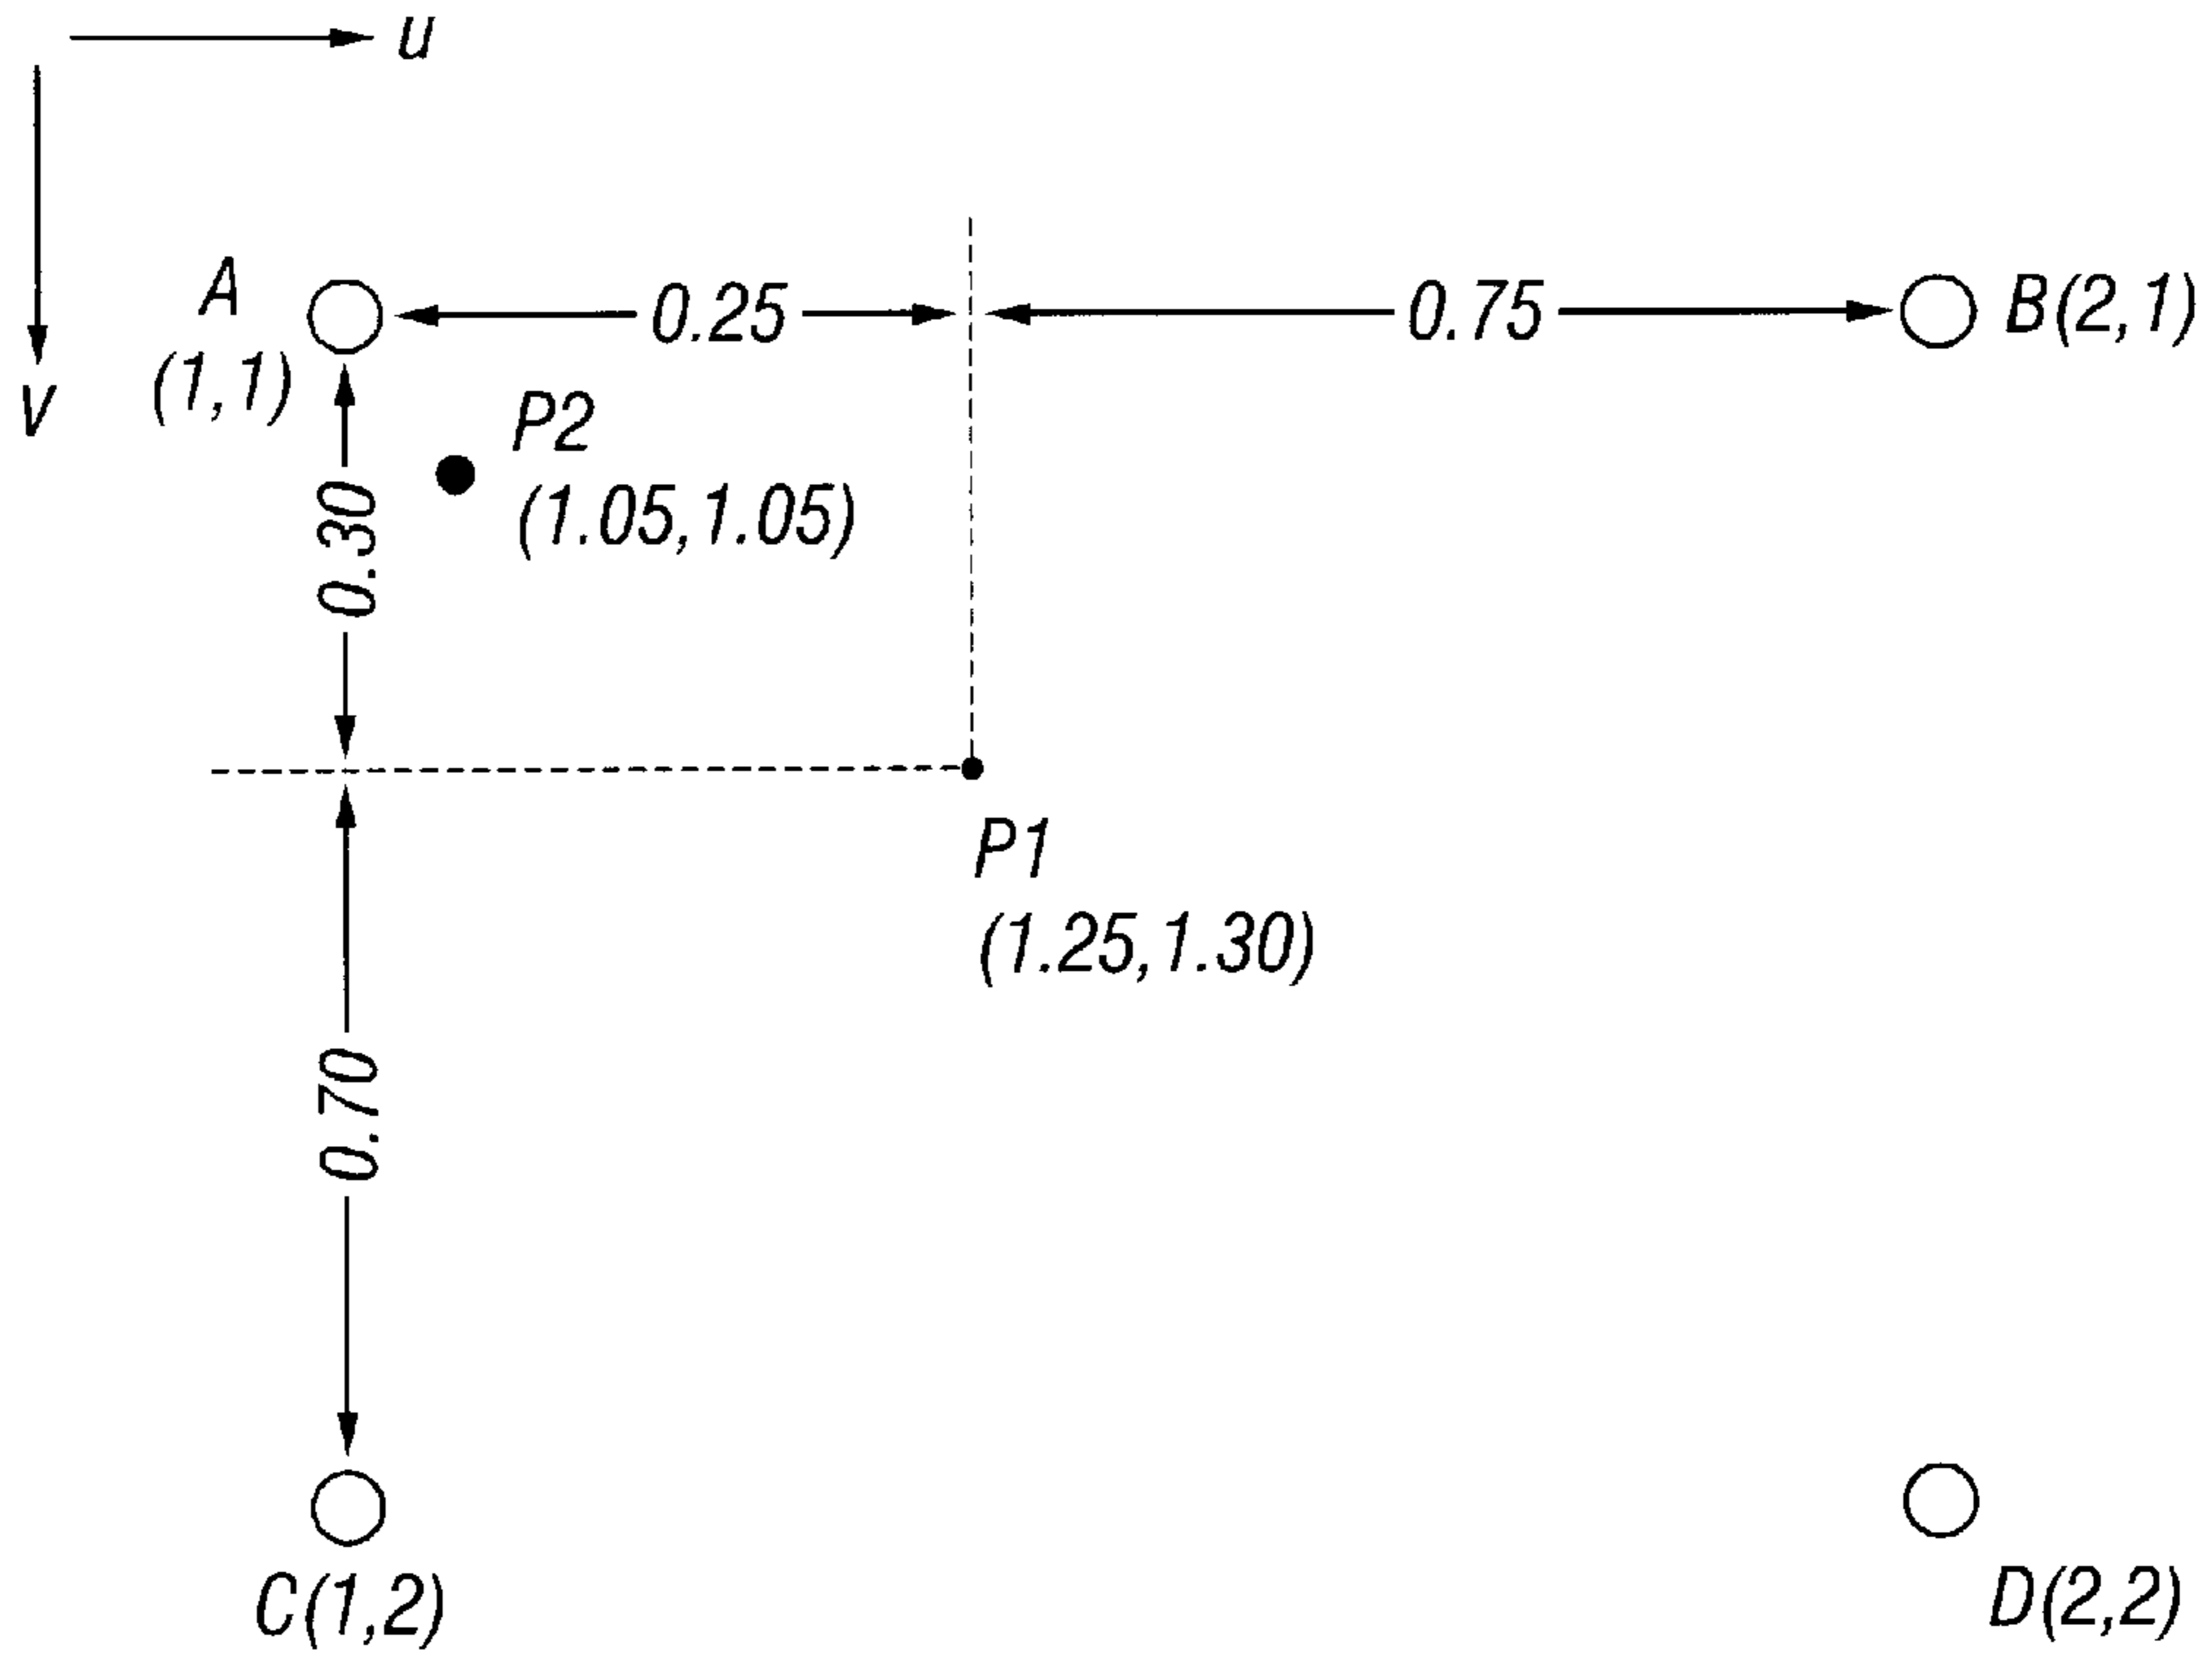 u
v
A
(1,1)
0.25
0.75
B(2,1)
P2
(1.05,1.05)
0.30
P1
(1.25,1.30)
0.70
C(1,2)
D(2,2)